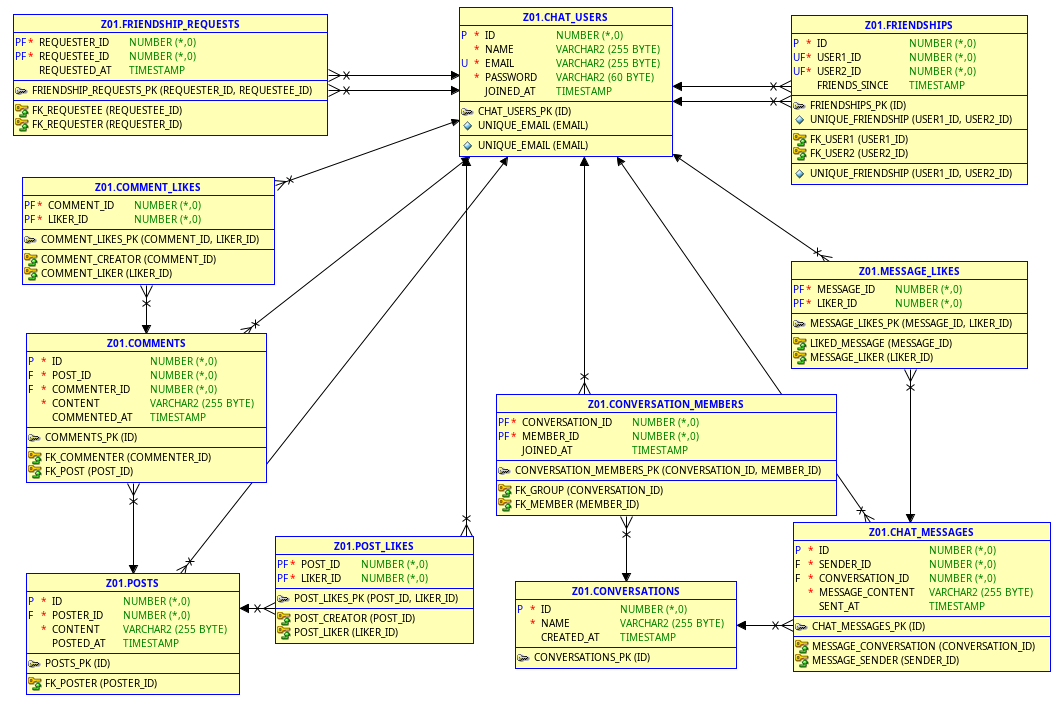 Z01.FRIENDSHIP_REQUESTS
PF * REQUESTER_ID NUMBER (*,0)
PF * REQUESTEE_ID NUMBER (*,0)
REQUESTED_AT TIMESTAMP
FRIENDSHIP_REQUESTS_PK (REQUESTER_ID, REQUESTEE_ID)
FK_REQUESTEE (REQUESTEE_ID)
FK_REQUESTER (REQUESTER_ID)
Z01.CHAT_USERS
P * ID NUMBER (*,0)
* NAME VARCHAR2 (255 BYTE)
U * EMAIL VARCHAR2 (255 BYTE)
* PASSWORD VARCHAR2 (60 BYTE)
JOINED_AT TIMESTAMP
CHAT_USERS_PK (ID)
UNIQUE_EMAIL (EMAIL)
UNIQUE_EMAIL (EMAIL)
Z01.FRIENDSHIPS
P * ID NUMBER (*,0)
UF * USER1_ID NUMBER (*,0)
UF * USER2_ID NUMBER (*,0)
FRIENDS_SINCE TIMESTAMP
FRIENDSHIPS_PK (ID)
UNIQUE_FRIENDSHIP (USER1_ID, USER2_ID)
FK_USER1 (USER1_ID)
FK_USER2 (USER2_ID)
UNIQUE_FRIENDSHIP (USER1_ID, USER2_ID)
Z01.COMMENT_LIKES
PF * COMMENT_ID NUMBER (*,0)
PF * LIKER_ID NUMBER (*,0)
COMMENT_LIKES_PK (COMMENT_ID, LIKER_ID)
COMMENT_CREATOR (COMMENT_ID)
COMMENT_LIKER (LIKER_ID)
Z01.MESSAGE_LIKES
PF * MESSAGE_ID NUMBER (*,0)
PF * LIKER_ID NUMBER (*,0)
MESSAGE_LIKES_PK (MESSAGE_ID, LIKER_ID)
LIKED_MESSAGE (MESSAGE_ID)
MESSAGE_LIKER (LIKER_ID)
Z01.COMMENTS
P * ID NUMBER (*,0)
F * POST_ID NUMBER (*,0)
F * COMMENTER_ID NUMBER (*,0)
* CONTENT VARCHAR2 (255 BYTE)
COMMENTED_AT TIMESTAMP
COMMENTS_PK (ID)
FK_COMMENTER (COMMENTER_ID)
FK_POST (POST_ID)
Z01.CONVERSATION_MEMBERS
PF * CONVERSATION_ID NUMBER (*,0)
PF * MEMBER_ID NUMBER (*,0)
JOINED_AT TIMESTAMP
CONVERSATION_MEMBERS_PK (CONVERSATION_ID, MEMBER_ID)
FK_GROUP (CONVERSATION_ID)
FK_MEMBER (MEMBER_ID)
Z01.CHAT_MESSAGES
P * ID NUMBER (*,0)
F * SENDER_ID NUMBER (*,0)
F * CONVERSATION_ID NUMBER (*,0)
* MESSAGE_CONTENT VARCHAR2 (255 BYTE)
SENT_AT TIMESTAMP
CHAT_MESSAGES_PK (ID)
MESSAGE_CONVERSATION (CONVERSATION_ID)
MESSAGE_SENDER (SENDER_ID)
Z01.POST_LIKES
PF * POST_ID NUMBER (*,0)
PF * LIKER_ID NUMBER (*,0)
POST_LIKES_PK (POST_ID, LIKER_ID)
POST_CREATOR (POST_ID)
POST_LIKER (LIKER_ID)
Z01.POSTS
P * ID NUMBER (*,0)
F * POSTER_ID NUMBER (*,0)
* CONTENT VARCHAR2 (255 BYTE)
POSTED_AT TIMESTAMP
POSTS_PK (ID)
FK_POSTER (POSTER_ID)
Z01.CONVERSATIONS
P * ID NUMBER (*,0)
* NAME VARCHAR2 (255 BYTE)
CREATED_AT TIMESTAMP
CONVERSATIONS_PK (ID)